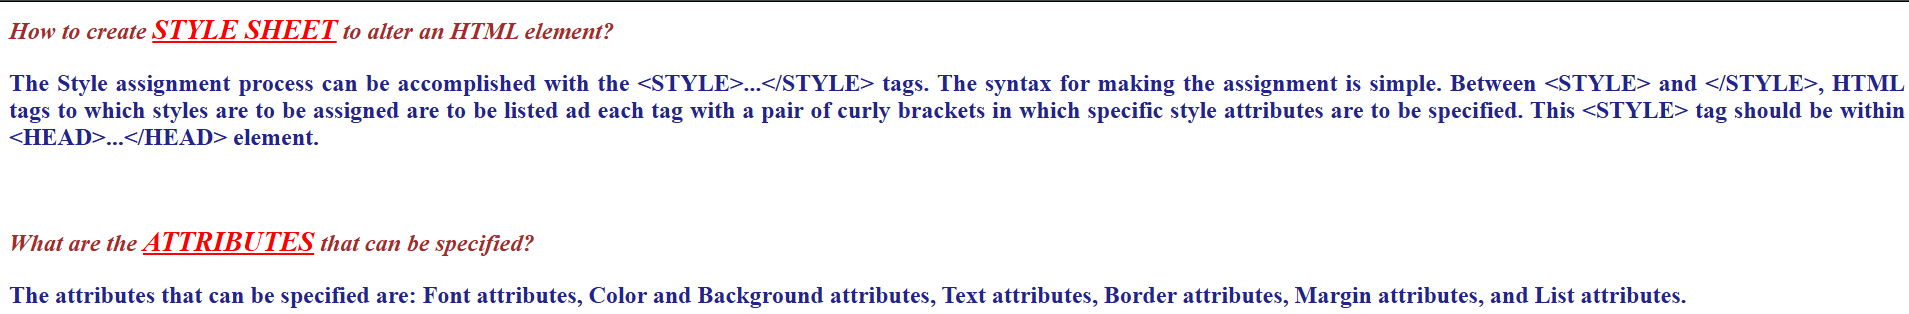 How to create STYLE SHEET to alter an HTML element?
The Style assignment process can be accomplished with the <STYLE>...</STYLE> tags. The syntax for making the assignment is simple. Between <STYLE> and </STYLE>, HTML
tags to which styles are to be assigned are to be listed ad each tag with a pair of curly brackets in which specific style attributes are to be specified. This <STYLE> tag should be within
<HEAD>...</HEAD> element.
What are the ATTRIBUTES that can be specified?
The attributes that can be specified are: Font attributes, Color and Background attributes, Text attributes, Border attributes, Margin attributes, and List attributes.